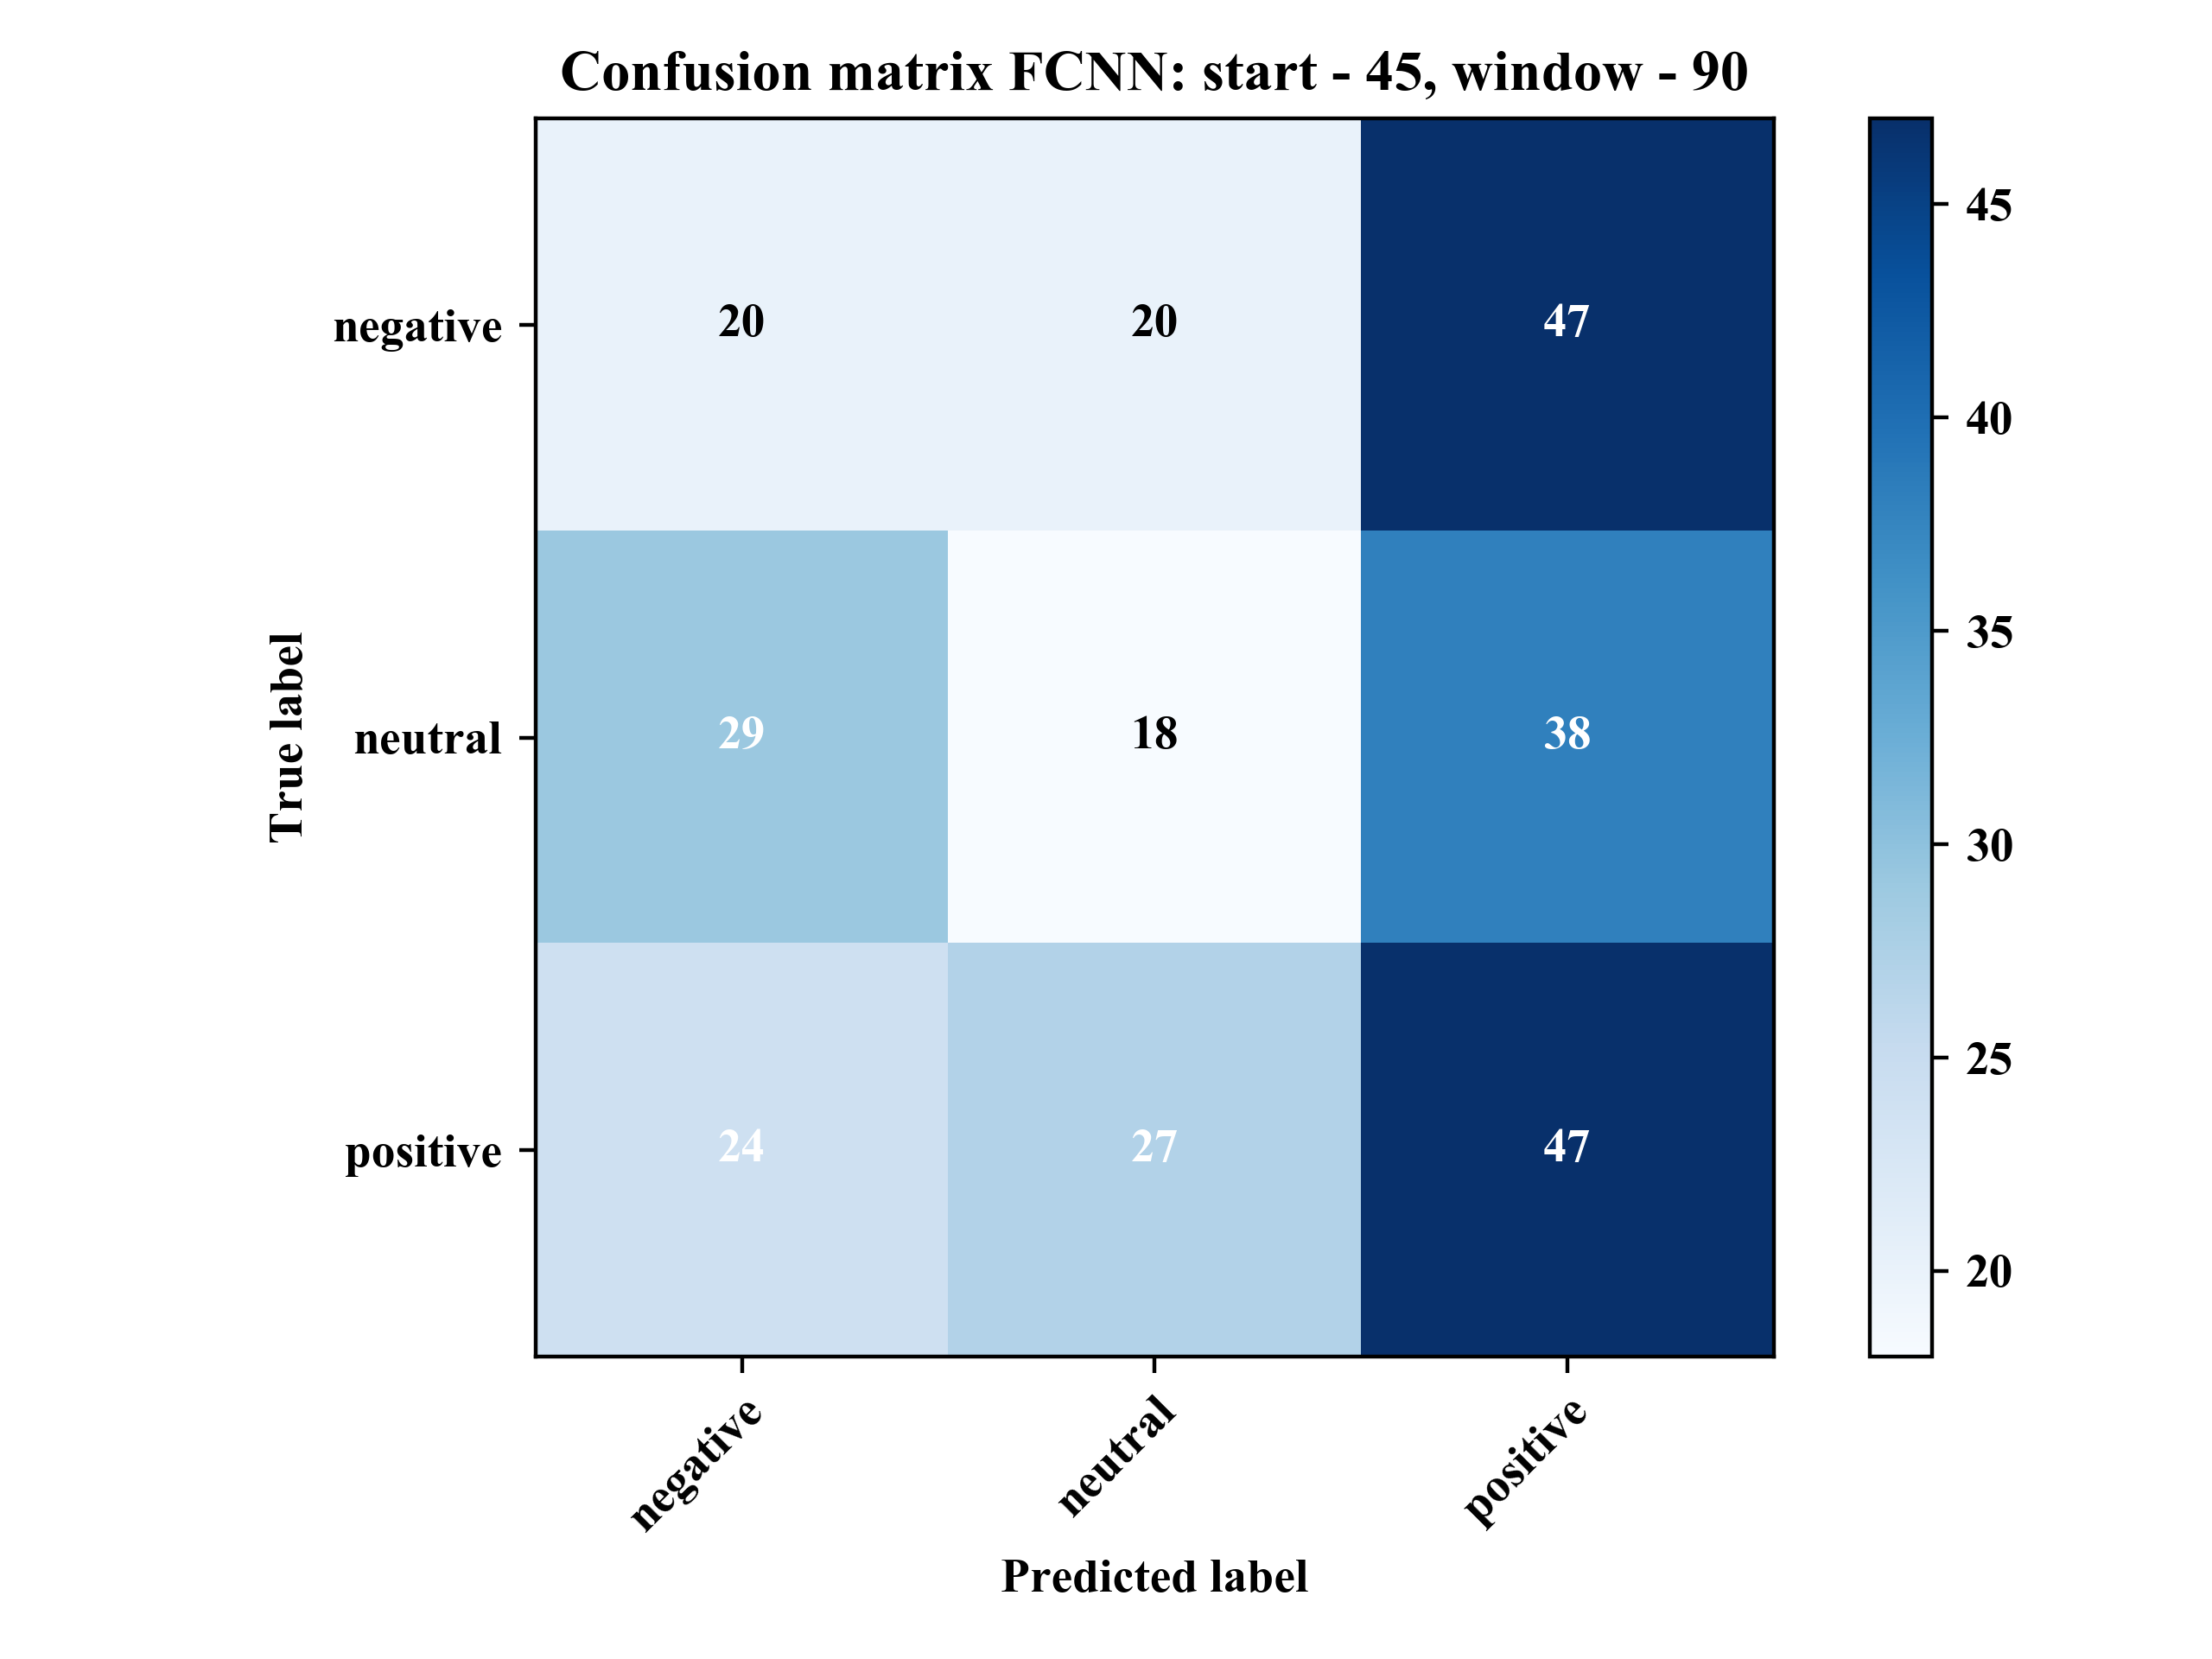 Confusion matrix FCNN: start - 45, window - 90
True label
negative
20 20 47
neutral
29 18 38
positive
24 27 47
negative
neutral
positive
Predicted label
45
40
35
30
25
20